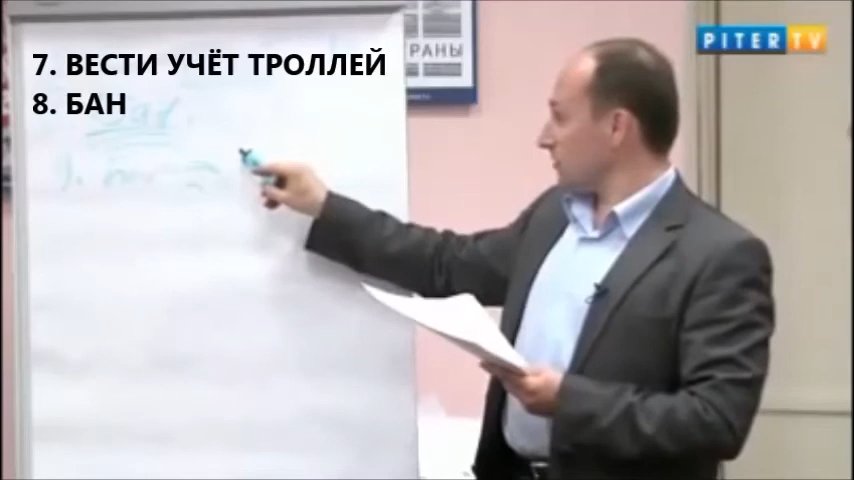 7. ВЕСТИ УЧЁТ ТРОЛЛЕЙ
8. БАН
РАНЫ
PITER TV